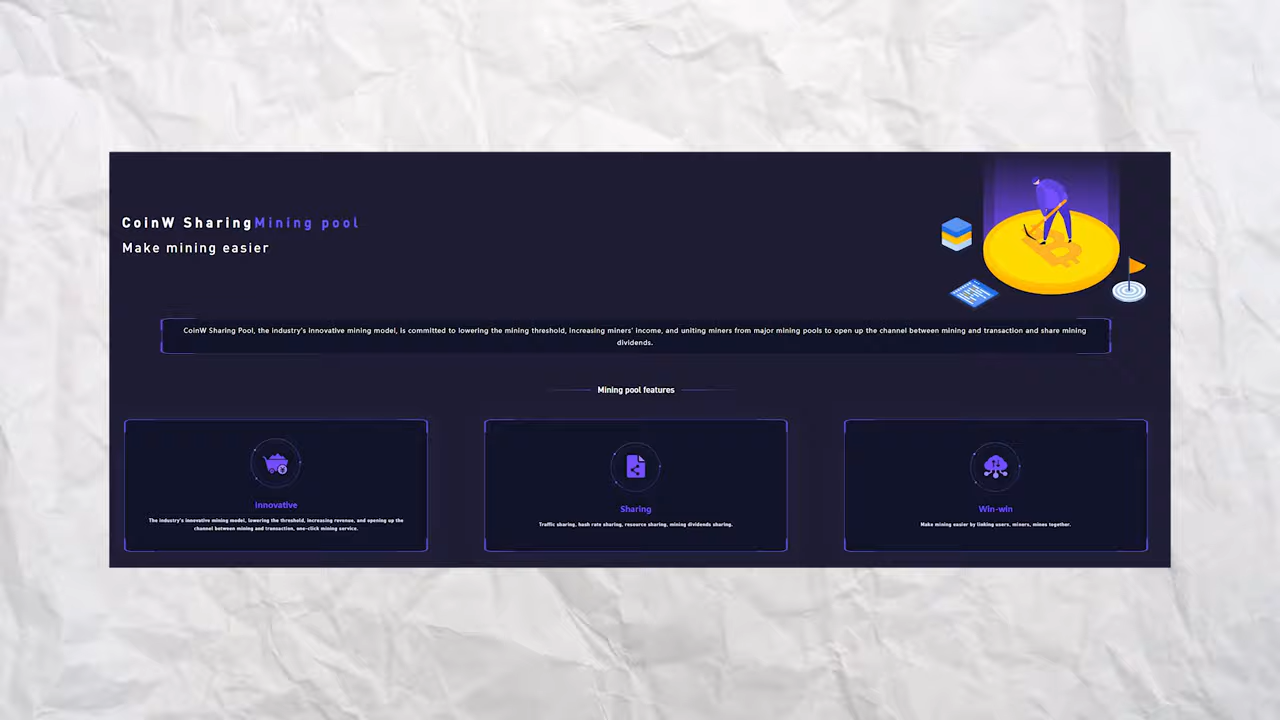 CoinW SharingMining pool
Make mining easier
CoinW Sharing Pool, the industry's innovative mining model, is committed to lowering the mining threshold, increasing miners' income, and uniting miners from major mining pools to open up the channel between mining and transaction and share mining
dividends.
Mining pool features
Innovative
The industry's innovative mining model, lowering the threshold, increasing revenue, and opening up the
channel between mining and transaction, one-click mining service.
Sharing
Traffic sharing, hash rate sharing, resource sharing, mining dividends sharing.
Win-win
Make mining easier by linking users, miners, mines together.